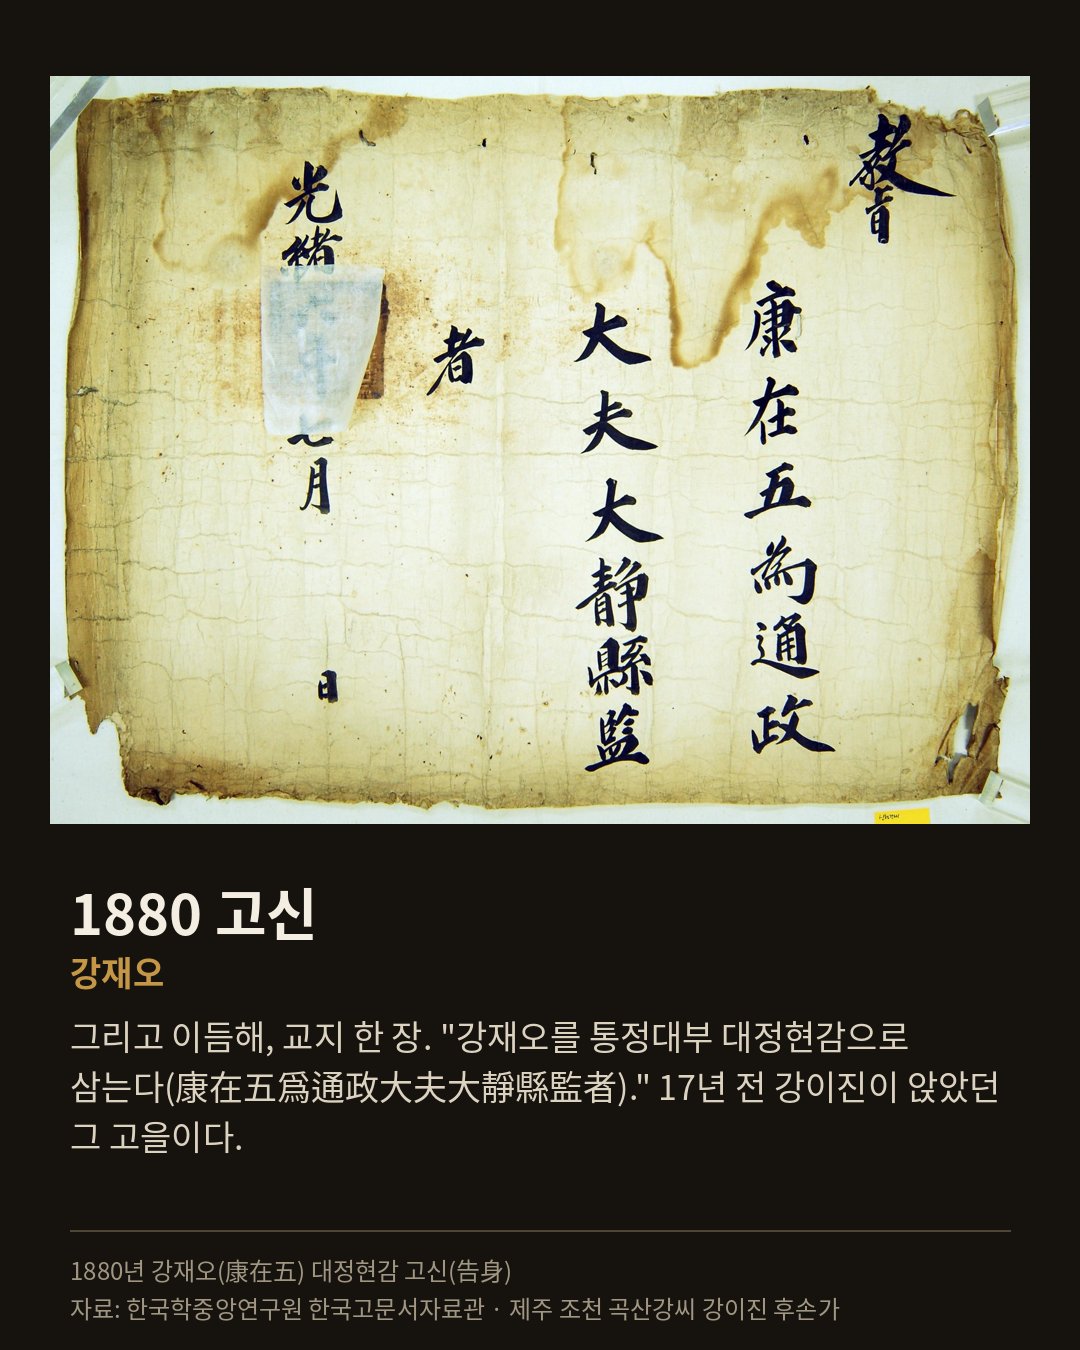 敎旨
康在五為通政
大夫大靜縣監
者
光緖
月
日
1880 고신
강재오
그리고 이듬해, 교지 한 장. "강재오를 통정대부 대정현감으로
삼는다(康在五爲通政大夫大靜縣監者)." 17년 전 강이진이 앉았던
그 고을이다.
1880년 강재오(康在五) 대정현감 고신(告身)
자료: 한국학중앙연구원 한국고문서자료관 · 제주 조천 곡산강씨 강이진 후손가